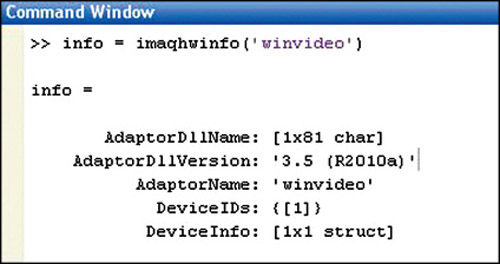 Command Window
>> info = imaqhwinfo('winvideo')
info =
AdaptorDllName: [1x81 char]
AdaptorDllVersion: '3.5 (R2010a)'
AdaptorName: 'winvideo'
DeviceIDs: {[1]}
DeviceInfo: [1x1 struct]